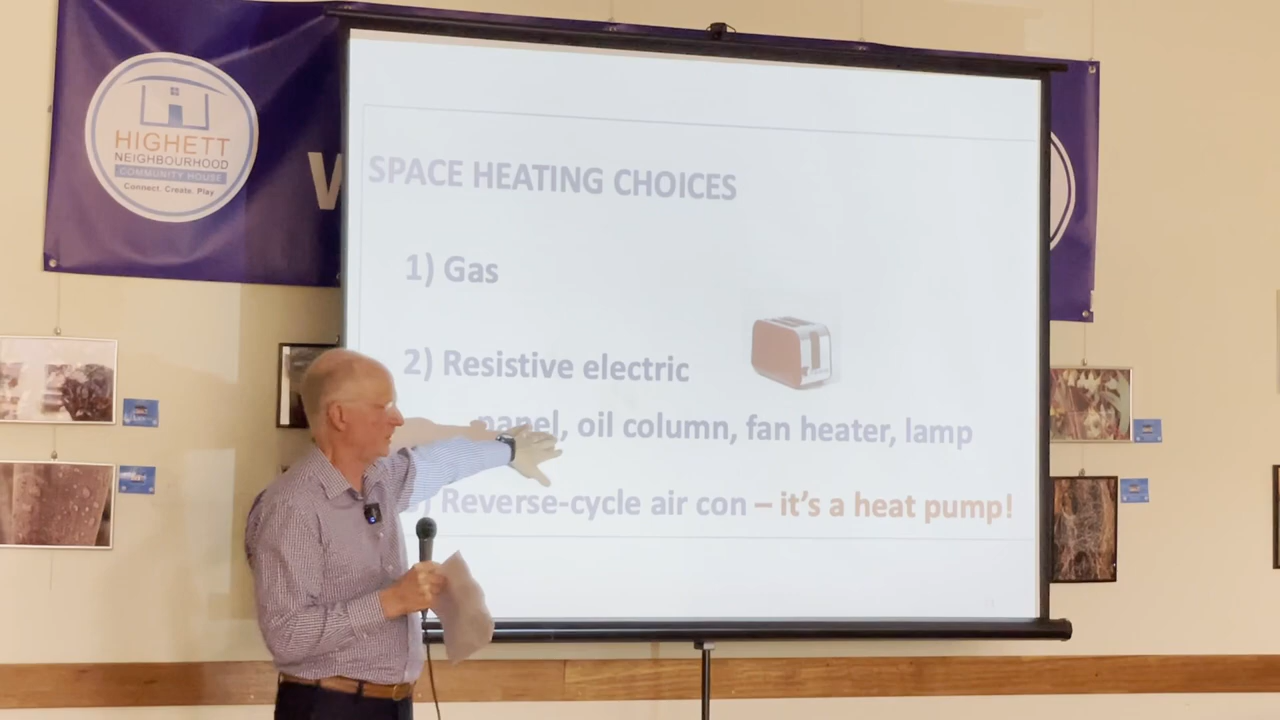 HIGHETT
NEIGHBOURHOOD
COMMUNITY HOUSE
Connect. Create. Play
SPACE HEATING CHOICES
1) Gas
2) Resistive electric
panel, oil column, fan heater, lamp
Reverse-cycle air con – it's a heat pump!